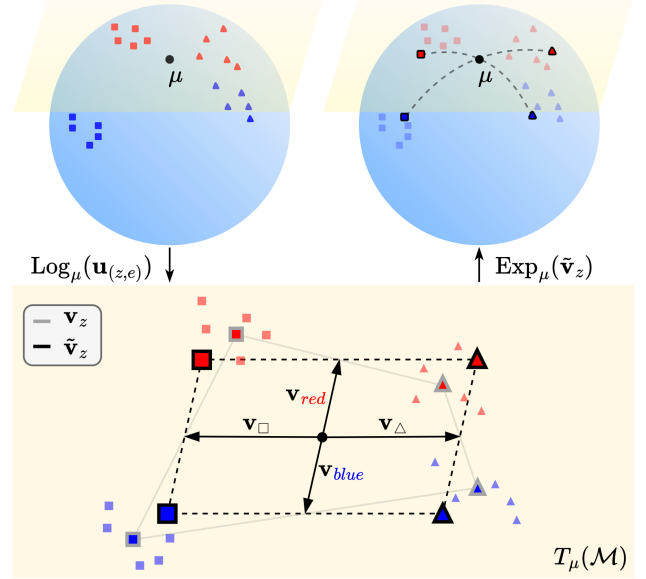 μ
μ
Log_μ(u_(z,e))
Exp_μ(ṽ_z)
v_z
ṽ_z
v_red
v_□
v_△
v_blue
T_μ(ℳ)